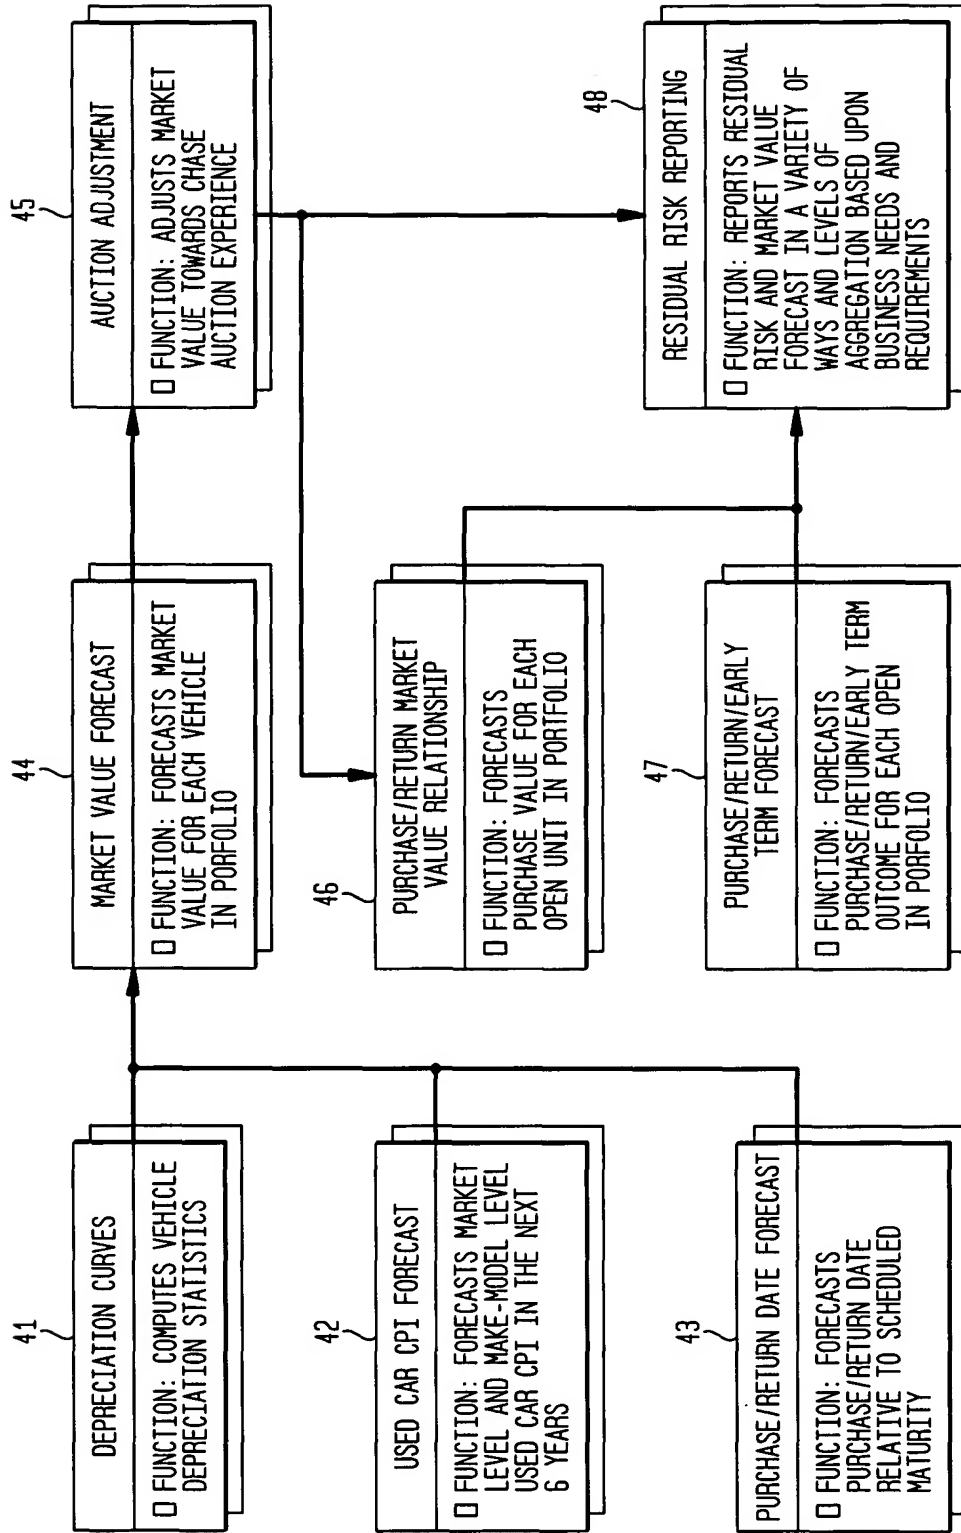 41
DEPRECIATION CURVES
FUNCTION: COMPUTES VEHICLE
DEPRECIATION STATISTICS
42
USED CAR CPI FORECAST
FUNCTION: FORECASTS MARKET
LEVEL AND MAKE-MODEL LEVEL
USED CAR CPI IN THE NEXT
6 YEARS
43
PURCHASE/RETURN DATE FORECAST
FUNCTION: FORECASTS
PURCHASE/RETURN DATE
RELATIVE TO SCHEDULED
MATURITY
44
MARKET VALUE FORECAST
FUNCTION: FORECASTS MARKET
VALUE FOR EACH VEHICLE
IN PORFOLIO
46
PURCHASE/RETURN MARKET
VALUE RELATIONSHIP
FUNCTION: FORECASTS
PURCHASE VALUE FOR EACH
OPEN UNIT IN PORTFOLIO
47
PURCHASE/RETURN/EARLY
TERM FORECAST
FUNCTION: FORECASTS
PURCHASE/RETURN/EARLY TERM
OUTCOME FOR EACH OPEN
IN PORFOLIO
45
AUCTION ADJUSTMENT
FUNCTION: ADJUSTS MARKET
VALUE TOWARDS CHASE
AUCTION EXPERIENCE
48
RESIDUAL RISK REPORTING
FUNCTION: REPORTS RESIDUAL
RISK AND MARKET VALUE
FORECAST IN A VARIETY OF
WAYS AND LEVELS OF
AGGREGATION BASED UPON
BUSINESS NEEDS AND
REQUIREMENTS